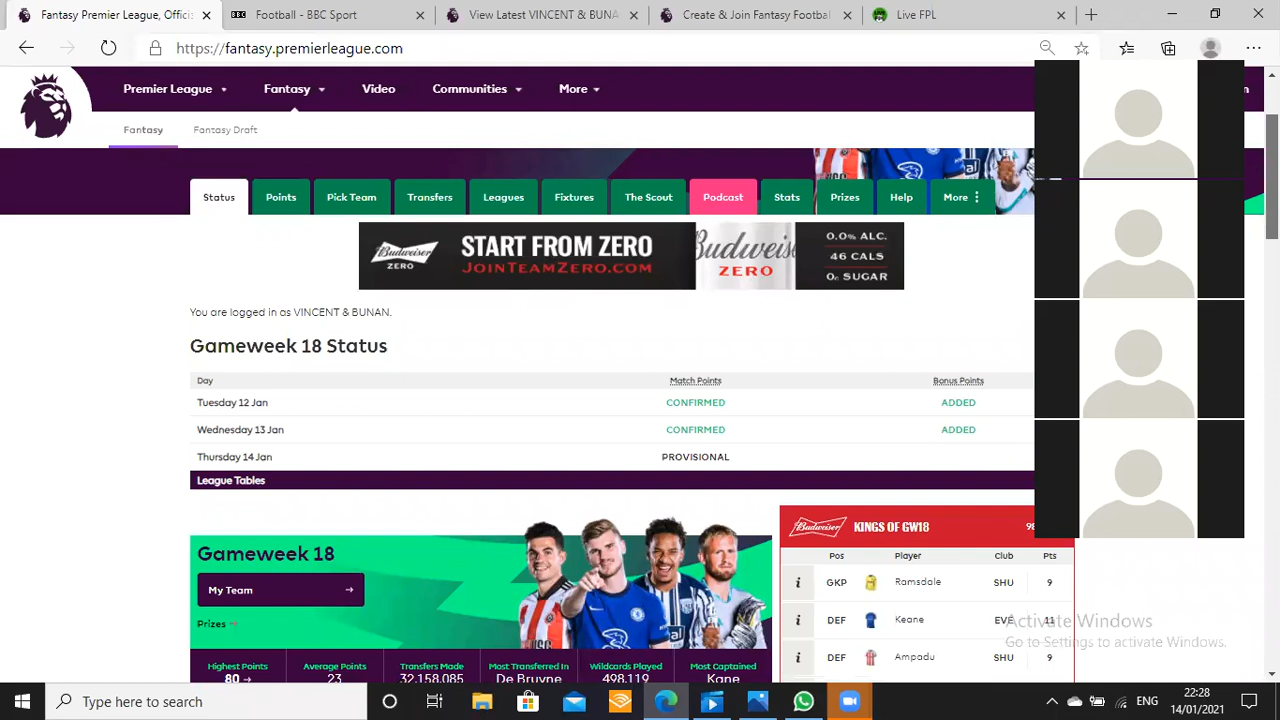 BBC Football - BBC Sport
View Latest VINCENT & BUNA
Create & Join Fantasy Footbal
Live FPL
https://fantasy.premierleague.com
Premier League
Fantasy
Video
Communities
More
n
Fantasy
Fantasy Draft
Status
Points
Pick Team
Transfers
Leagues
Fixtures
The Scout
Podcast
Stats
Prizes
Help
More
Budweiser
ZERO
START FROM ZERO
JOINTEAMZERO.COM
Budweise
ZERO
0.0% ALC.
46 CALS
0G SUGAR
You are logged in as VINCENT & BUNAN.
Gameweek 18 Status
Day Match Points Bonus Points
Tuesday 12 Jan CONFIRMED ADDED
Wednesday 13 Jan CONFIRMED ADDED
Thursday 14 Jan PROVISIONAL
League Tables
Gameweek 18
My Team
Prizes
Highest Points Average Points Transfers Made Most Transferred In Wildcards Played Most Captained
80 23 32,158,085 De Bruyne 498,119 Kane
Budweiser KINGS OF GW18 98
Pos Player Club Pts
i GKP Ramsdale SHU 9
i DEF Keane EVE 11
i DEF Ampadu SHU 9
Activate Windows
Go to Settings to activate Windows.
Type here to search
ENG
22:28
14/01/2021